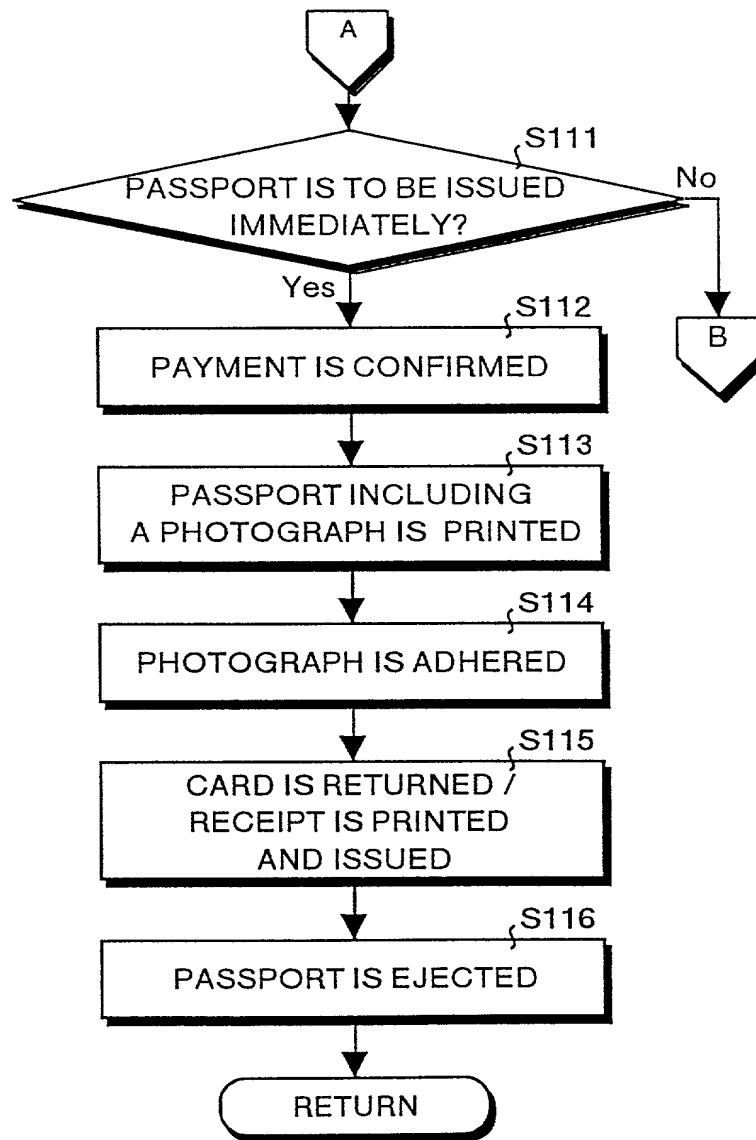 A
S111
PASSPORT IS TO BE ISSUED
IMMEDIATELY?
No
Yes
B
S112
PAYMENT IS CONFIRMED
S113
PASSPORT INCLUDING
A PHOTOGRAPH IS PRINTED
S114
PHOTOGRAPH IS ADHERED
S115
CARD IS RETURNED /
RECEIPT IS PRINTED
AND ISSUED
S116
PASSPORT IS EJECTED
RETURN